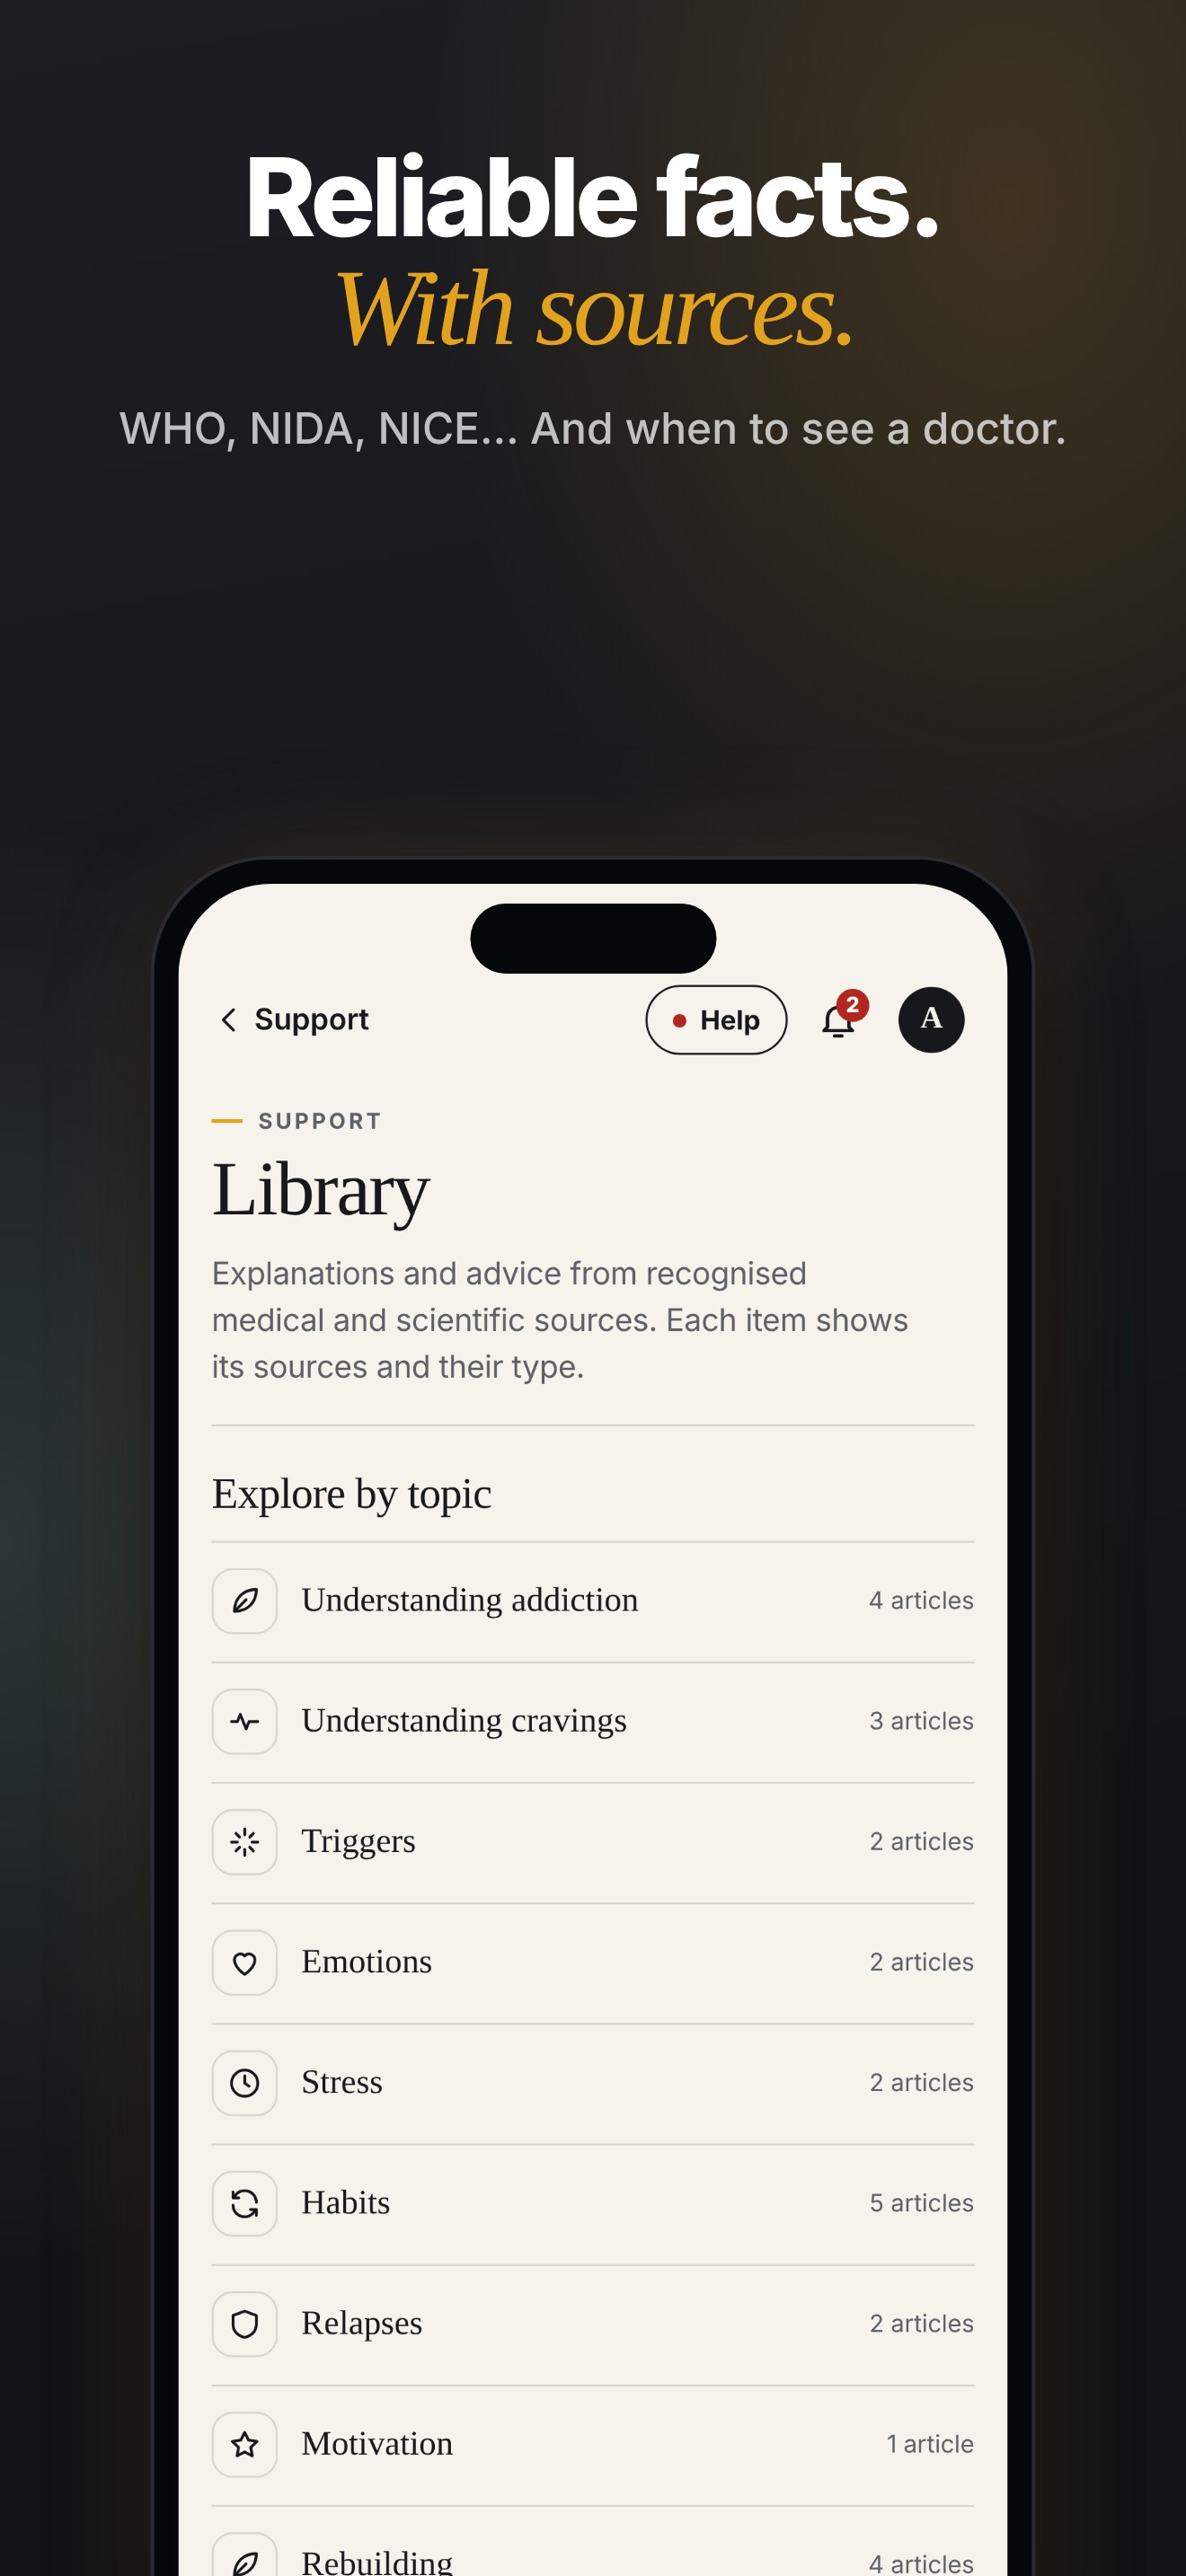 Reliable facts.
With sources.
WHO, NIDA, NICE... And when to see a doctor.
Support
Help
2
A
SUPPORT
Library
Explanations and advice from recognised
medical and scientific sources. Each item shows
its sources and their type.
Explore by topic
Understanding addiction 4 articles
Understanding cravings 3 articles
Triggers 2 articles
Emotions 2 articles
Stress 2 articles
Habits 5 articles
Relapses 2 articles
Motivation 1 article
Rebuilding 4 articles